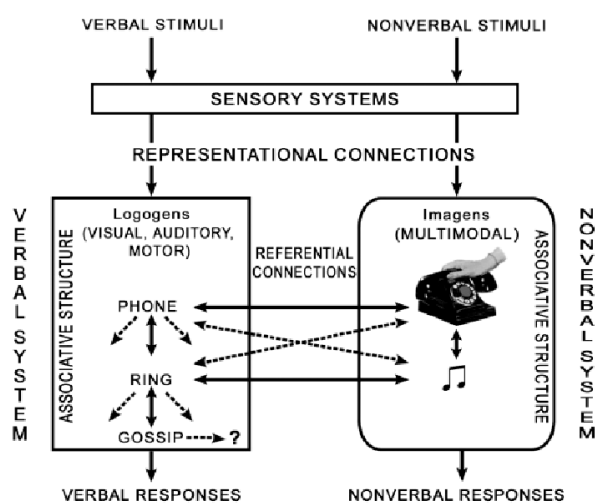 VERBAL STIMULI
NONVERBAL STIMULI
SENSORY SYSTEMS
REPRESENTATIONAL CONNECTIONS
VERBAL SYSTEM
ASSOCIATIVE STRUCTURE
Logogens
(VISUAL, AUDITORY,
MOTOR)
PHONE
RING
GOSSIP ?
REFERENTIAL
CONNECTIONS
Imagens
(MULTIMODAL)
ASSOCIATIVE STRUCTURE
NONVERBAL SYSTEM
VERBAL RESPONSES
NONVERBAL RESPONSES